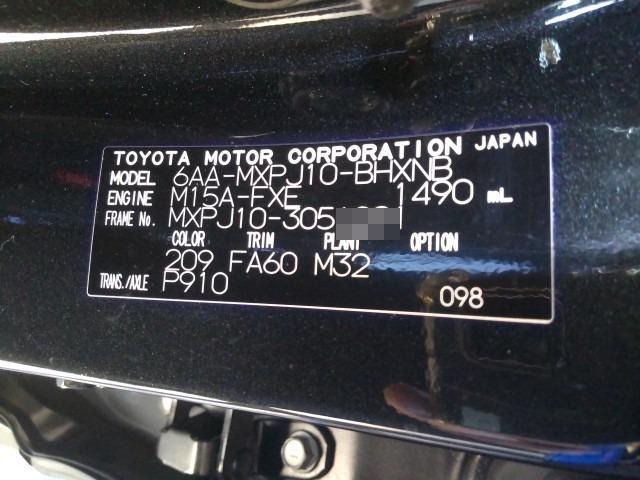 TOYOTA MOTOR CORPORATION JAPAN
MODEL 6AA-MXPJ10-BHXNB
ENGINE M15A-FXE 1490 mL
FRAME No. MXPJ10-305
COLOR TRIM PLANT OPTION
209 FA60 M32
TRANS./AXLE P910
098